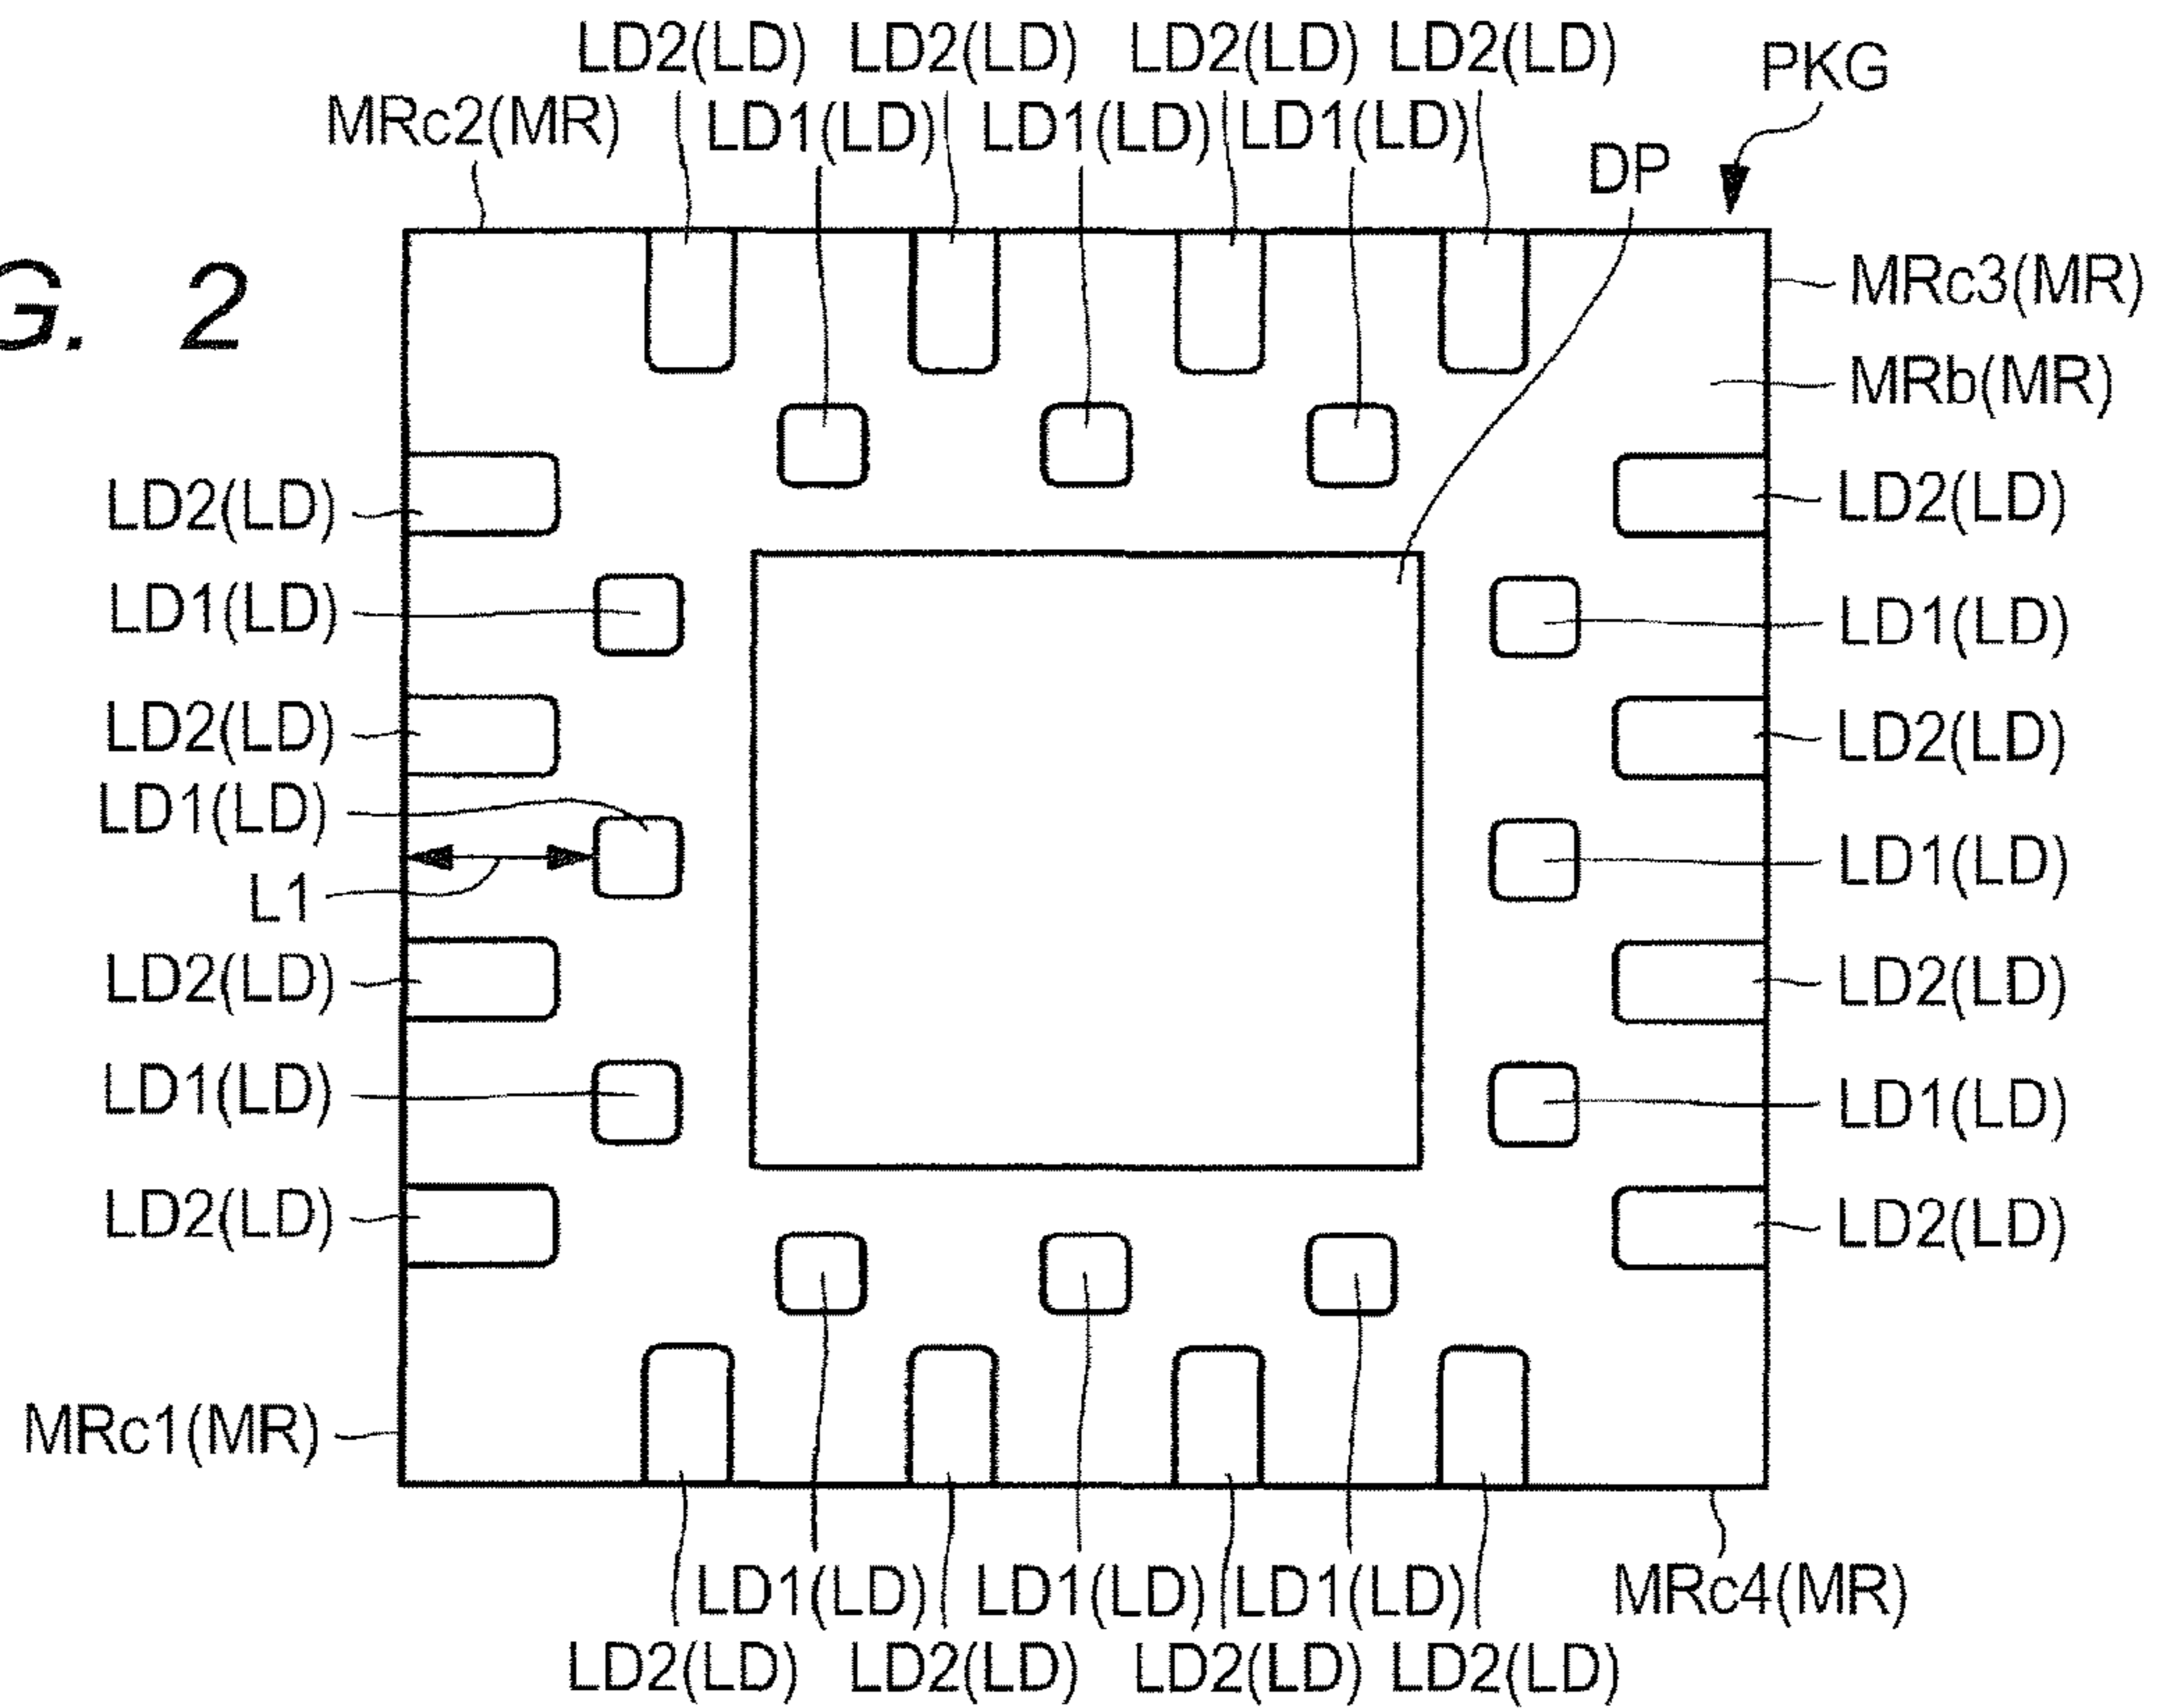 LD2(LD) LD2(LD) LD2(LD) LD2(LD) PKG
MRc2(MR) LD1(LD) LD1(LD) LD1(LD)
DP
G. 2
MRc3(MR)
MRb(MR)
LD2(LD) LD2(LD)
LD1(LD) LD1(LD)
LD2(LD) LD2(LD)
LD1(LD) LD1(LD)
L1
LD2(LD) LD2(LD)
LD1(LD) LD1(LD)
LD2(LD) LD2(LD)
MRc1(MR)
LD1(LD) LD1(LD) LD1(LD) MRc4(MR)
LD2(LD) LD2(LD) LD2(LD) LD2(LD)